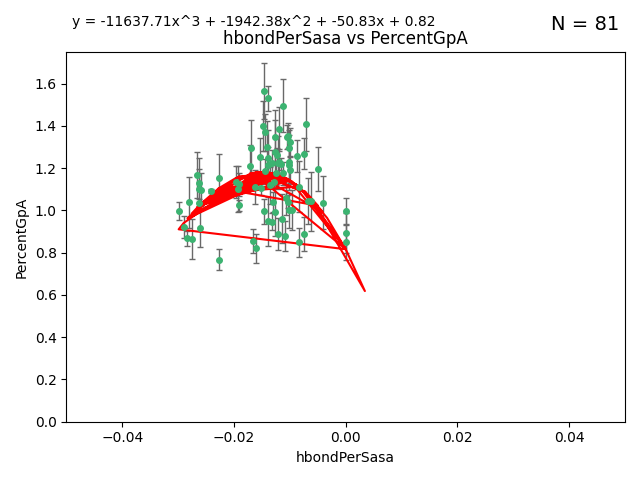 y = -11637.71x^3 + -1942.38x^2 + -50.83x + 0.82
N = 81
hbondPerSasa vs PercentGpA
PercentGpA
1.6
1.4
1.2
1.0
0.8
0.6
0.4
0.2
0.0
−0.04 −0.02 0.00 0.02 0.04
hbondPerSasa